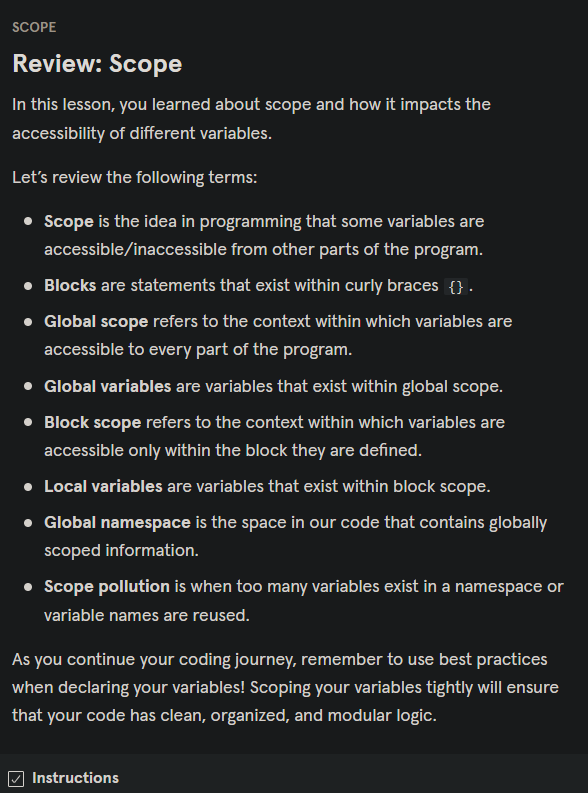 SCOPE
Review: Scope
In this lesson, you learned about scope and how it impacts the
accessibility of different variables.
Let's review the following terms:
Scope is the idea in programming that some variables are
accessible/inaccessible from other parts of the program.
Blocks are statements that exist within curly braces {}.
Global scope refers to the context within which variables are
accessible to every part of the program.
Global variables are variables that exist within global scope.
Block scope refers to the context within which variables are
accessible only within the block they are defined.
Local variables are variables that exist within block scope.
Global namespace is the space in our code that contains globally
scoped information.
Scope pollution is when too many variables exist in a namespace or
variable names are reused.
As you continue your coding journey, remember to use best practices
when declaring your variables! Scoping your variables tightly will ensure
that your code has clean, organized, and modular logic.
Instructions